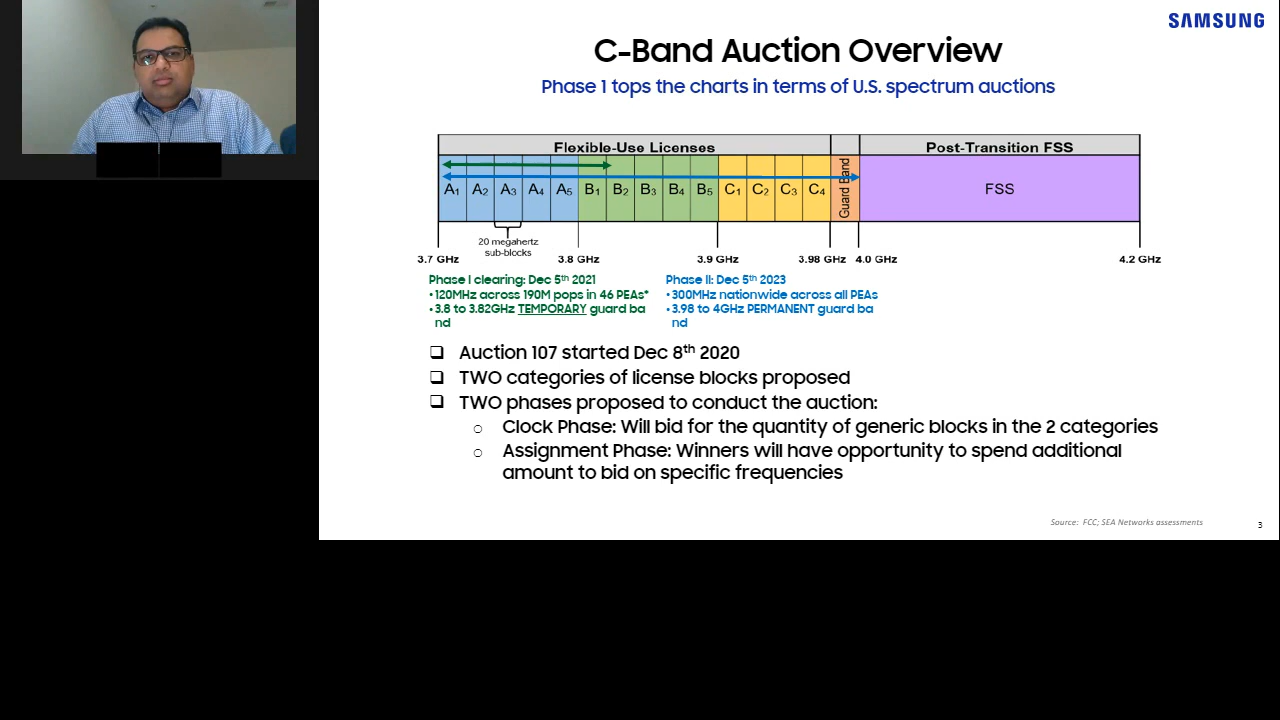 SAMSUNG
C-Band Auction Overview
Phase 1 tops the charts in terms of U.S. spectrum auctions
Flexible-Use Licenses
Post-Transition FSS
A1 A2 A3 A4 A5 B1 B2 B3 B4 B5 C1 C2 C3 C4
Guard Band
FSS
20 megahertz
sub-blocks
3.7 GHz 3.8 GHz 3.9 GHz 3.98 GHz 4.0 GHz 4.2 GHz
Phase I clearing: Dec 5th 2021
•120MHz across 190M pops in 46 PEAs*
•3.8 to 3.82GHz TEMPORARY guard ba
nd
Phase II: Dec 5th 2023
•300MHz nationwide across all PEAs
•3.98 to 4GHz PERMANENT guard ba
nd
❑ Auction 107 started Dec 8th 2020
❑ TWO categories of license blocks proposed
❑ TWO phases proposed to conduct the auction:
o Clock Phase: Will bid for the quantity of generic blocks in the 2 categories
o Assignment Phase: Winners will have opportunity to spend additional
amount to bid on specific frequencies
Source: FCC; SEA Networks assessments
3